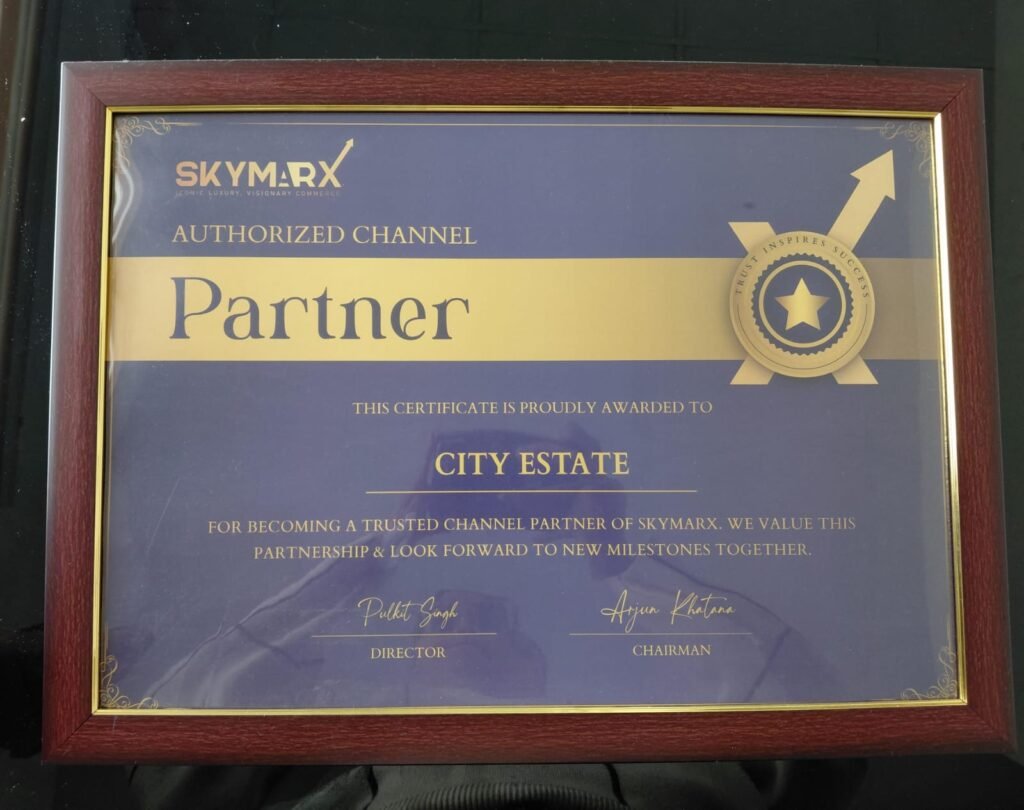 SKYMARX
ICONIC LUXURY, VISIONARY COMMERCE
AUTHORIZED CHANNEL
Partner
TRUST INSPIRES SUCCESS
THIS CERTIFICATE IS PROUDLY AWARDED TO
CITY ESTATE
FOR BECOMING A TRUSTED CHANNEL PARTNER OF SKYMARX. WE VALUE THIS
PARTNERSHIP & LOOK FORWARD TO NEW MILESTONES TOGETHER.
Pulkit Singh
Arjun Khatana
DIRECTOR
CHAIRMAN